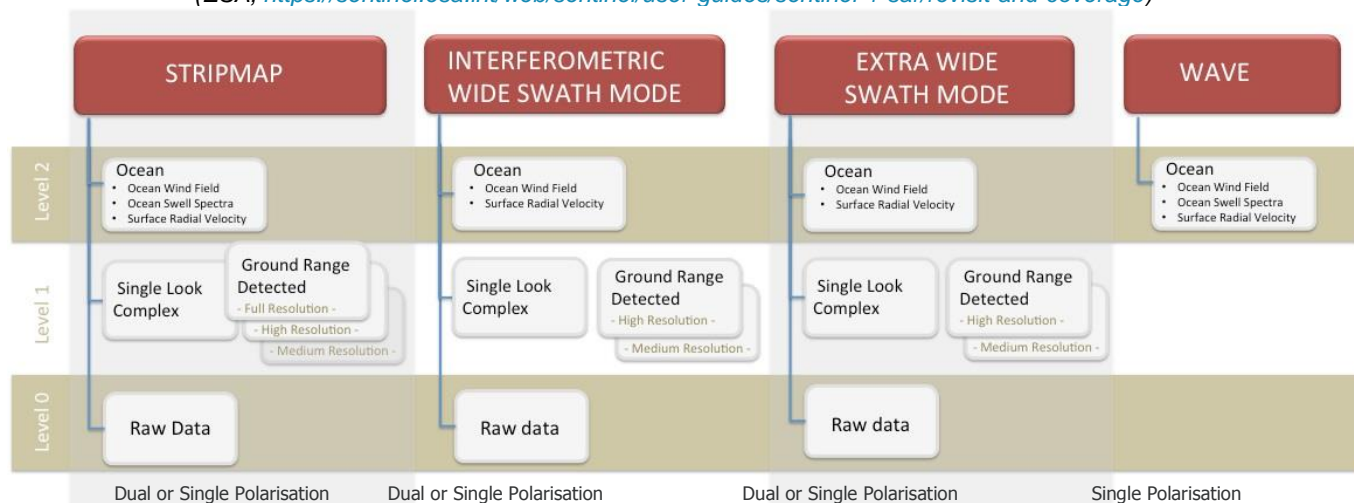 STRIPMAP
INTERFEROMETRIC
WIDE SWATH MODE
EXTRA WIDE
SWATH MODE
WAVE
Level 2
Ocean
• Ocean Wind Field
• Ocean Swell Spectra
• Surface Radial Velocity
Ocean
• Ocean Wind Field
• Surface Radial Velocity
Ocean
• Ocean Wind Field
• Surface Radial Velocity
Ocean
• Ocean Wind Field
• Ocean Swell Spectra
• Surface Radial Velocity
Level 1
Single Look
Complex
Ground Range
Detected
- Full Resolution -
- High Resolution -
- Medium Resolution -
Single Look
Complex
Ground Range
Detected
- High Resolution -
- Medium Resolution -
Single Look
Complex
Ground Range
Detected
- High Resolution -
- Medium Resolution -
Level 0
Raw Data
Raw data
Raw data
Dual or Single Polarisation
Dual or Single Polarisation
Dual or Single Polarisation
Single Polarisation